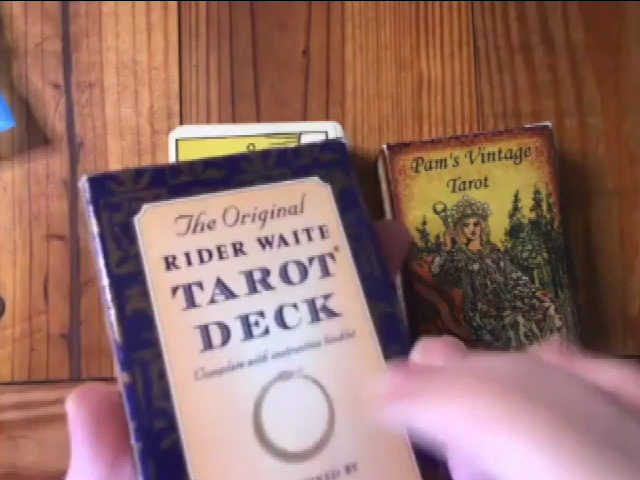 The Original
RIDER WAITE
TAROT®
DECK
Complete with instruction booklet
Pam's Vintage
Tarot